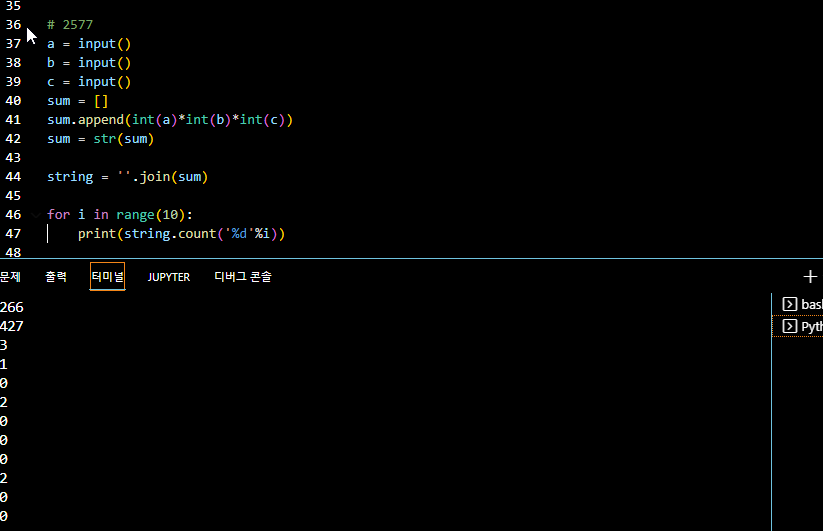 35
36 # 2577
37 a = input()
38 b = input()
39 c = input()
40 sum = []
41 sum.append(int(a)*int(b)*int(c))
42 sum = str(sum)
43
44 string = ''.join(sum)
45
46 for i in range(10):
47     print(string.count('%d'%i))
48
문제 출력 터미널 JUPYTER 디버그 콘솔
266
427
3
1
0
2
0
0
0
2
0
0
bas
Pyth